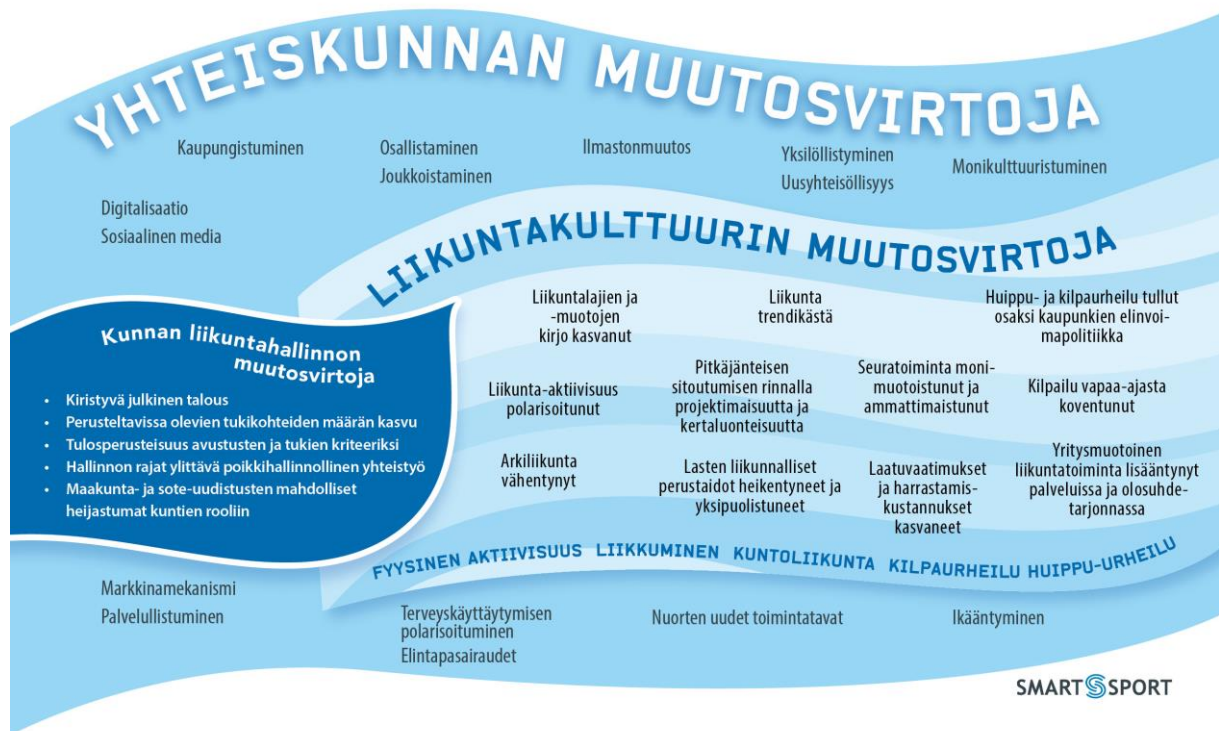 YHTEISKUNNAN MUUTOSVIRTOJA
Kaupungistuminen
Osallistaminen
Joukkoistaminen
Ilmastonmuutos
Yksilöllistyminen
Uusyhteisöllisyys
Monikulttuuristuminen
Digitalisaatio
Sosiaalinen media
LIIKUNTAKULTTUURIN MUUTOSVIRTOJA
Liikuntalajien ja
-muotojen
kirjo kasvanut
Liikunta
trendikästä
Huippu- ja kilpaurheilu tullut
osaksi kaupunkien elinvoi-
mapolitiikka
Liikunta-aktiivisuus
polarisoitunut
Pitkäjänteisen
sitoutumisen rinnalla
projektimaisuutta ja
kertaluonteisuutta
Seuratoiminta moni-
muotoistunut ja
ammattimaistunut
Kilpailu vapaa-ajasta
koventunut
Arkiliikunta
vähentynyt
Lasten liikunnalliset
perustaidot heikentyneet ja
yksipuolistuneet
Laatuvaatimukset
ja harrastamis-
kustannukset
kasvaneet
Yritysmuotoinen
liikuntatoiminta lisääntynyt
palveluissa ja olosuhde-
tarjonnassa
FYYSINEN AKTIIVISUUS LIIKKUMINEN KUNTOLIIKUNTA KILPAURHEILU HUIPPU-URHEILU
Kunnan liikuntahallinnon
muutosvirtoja
• Kiristyvä julkinen talous
• Perusteltavissa olevien tukikohteiden määrän kasvu
• Tulosperusteisuus avustusten ja tukien kriteeriksi
• Hallinnon rajat ylittävä poikkihallinnollinen yhteistyö
• Maakunta- ja sote-uudistusten mahdolliset
heijastumat kuntien rooliin
Markkinamekanismi
Palvelullistuminen
Terveyskäyttäytymisen
polarisoituminen
Elintapasairaudet
Nuorten uudet toimintatavat
Ikääntyminen
SMART SPORT